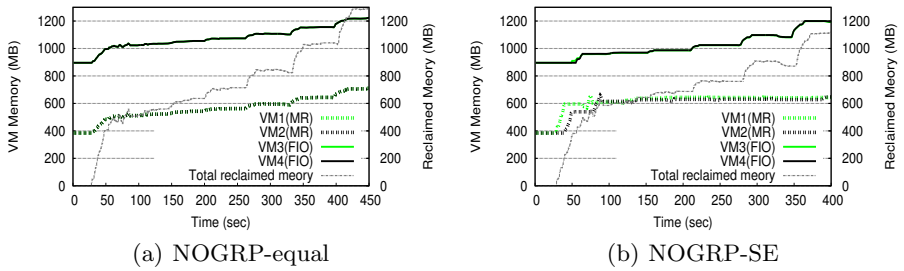 VM Memory (MB)
1300
1200
1000
800
600
400
200
0
0 50 100 150 200 250 300 350 400 450
Time (sec)
1200
1000
800
600
400
200
0
Reclaimed Meory (MB)
VM1(MR)
VM2(MR)
VM3(FIO)
VM4(FIO)
Total reclaimed meory
(a) NOGRP-equal
VM Memory (MB)
1300
1200
1000
800
600
400
200
0
0 50 100 150 200 250 300 350 400
Time (sec)
1200
1000
800
600
400
200
0
Reclaimed Meory (MB)
VM1(MR)
VM2(MR)
VM3(FIO)
VM4(FIO)
Total reclaimed meory
(b) NOGRP-SE